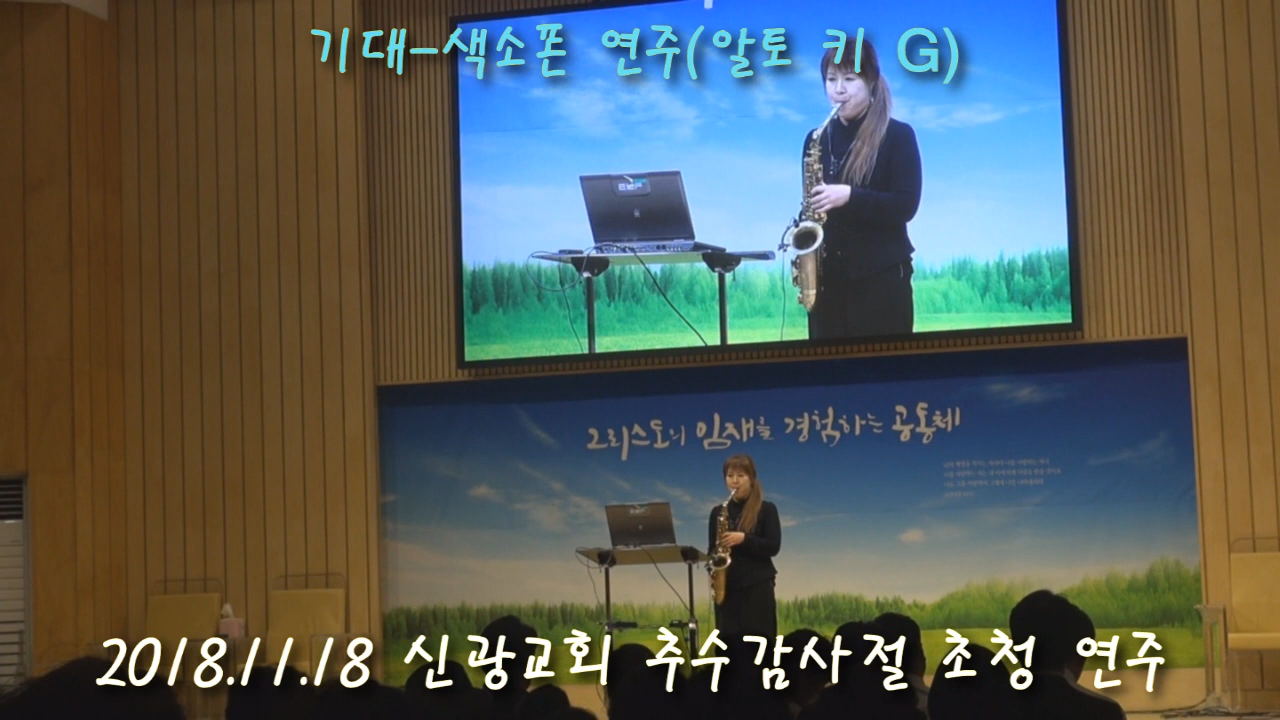 기대-색소폰 연주(알토 키 G)
그리스도의 임재를 경험하는 공동체
2018.11.18 신광교회 추수감사절 초청 연주